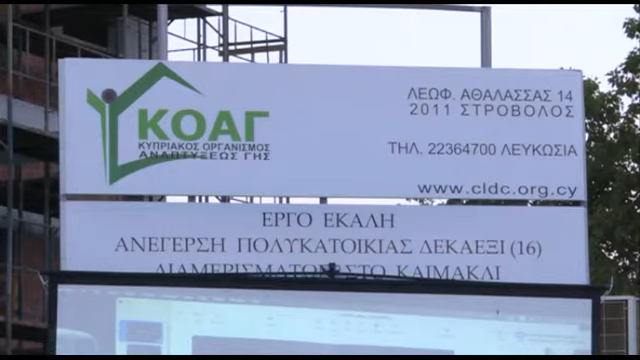 ΚΟΑΓ
ΚΥΠΡΙΑΚΟΣ ΟΡΓΑΝΙΣΜΟΣ
ΑΝΑΠΤΥΞΕΩΣ ΓΗΣ
ΛΕΩΦ. ΑΘΑΛΑΣΣΑΣ 14
2011 ΣΤΡΟΒΟΛΟΣ
ΤΗΛ. 22364700 ΛΕΥΚΩΣΙΑ
www.cldc.org.cy
ΕΡΓΟ ΕΚΑΛΗ
ΑΝΕΓΕΡΣΗ ΠΟΛΥΚΑΤΟΙΚΙΑΣ ΔΕΚΑΕΞΙ (16)
ΔΙΑΜΕΡΙΣΜΑΤΩΝ ΣΤΟ ΚΑΪΜΑΚΛΙ